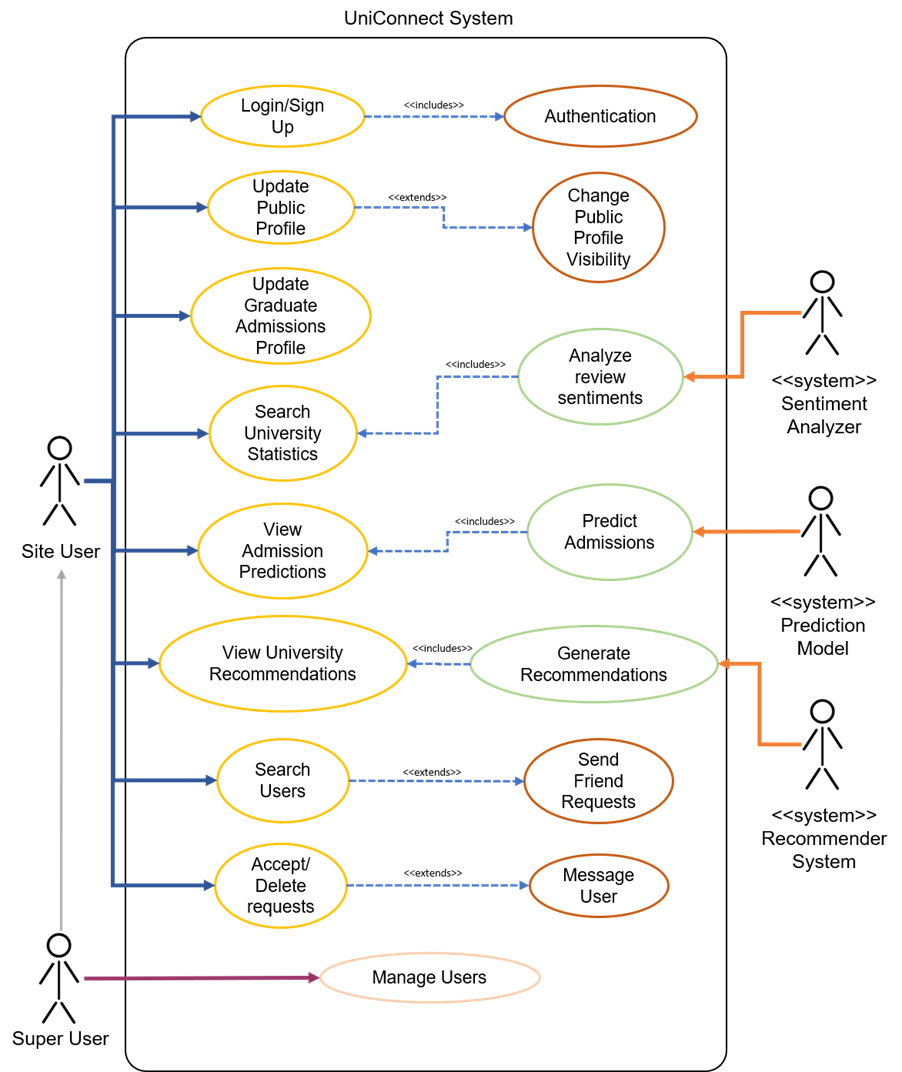 UniConnect System
Login/Sign
Up
<<includes>>
Authentication
Update
Public
Profile
<<extends>>
Change
Public
Profile
Visibility
Update
Graduate
Admissions
Profile
Search
University
Statistics
<<includes>>
Analyze
review
sentiments
<<system>>
Sentiment
Analyzer
Site User
View
Admission
Predictions
<<includes>>
Predict
Admissions
<<system>>
Prediction
Model
View University
Recommendations
<<includes>>
Generate
Recommendations
<<system>>
Recommender
System
Search
Users
<<extends>>
Send
Friend
Requests
Accept/
Delete
requests
<<extends>>
Message
User
Super User
Manage Users